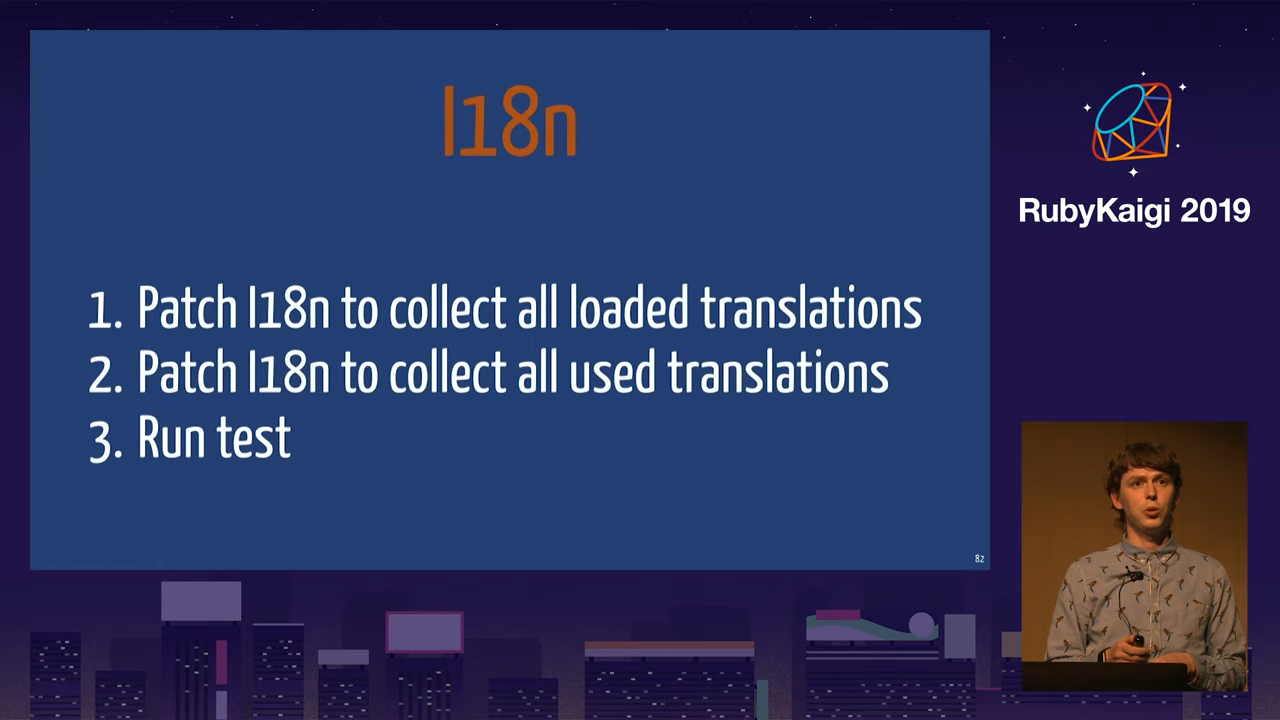 I18n
1. Patch I18n to collect all loaded translations
2. Patch I18n to collect all used translations
3. Run test
82
RubyKaigi 2019